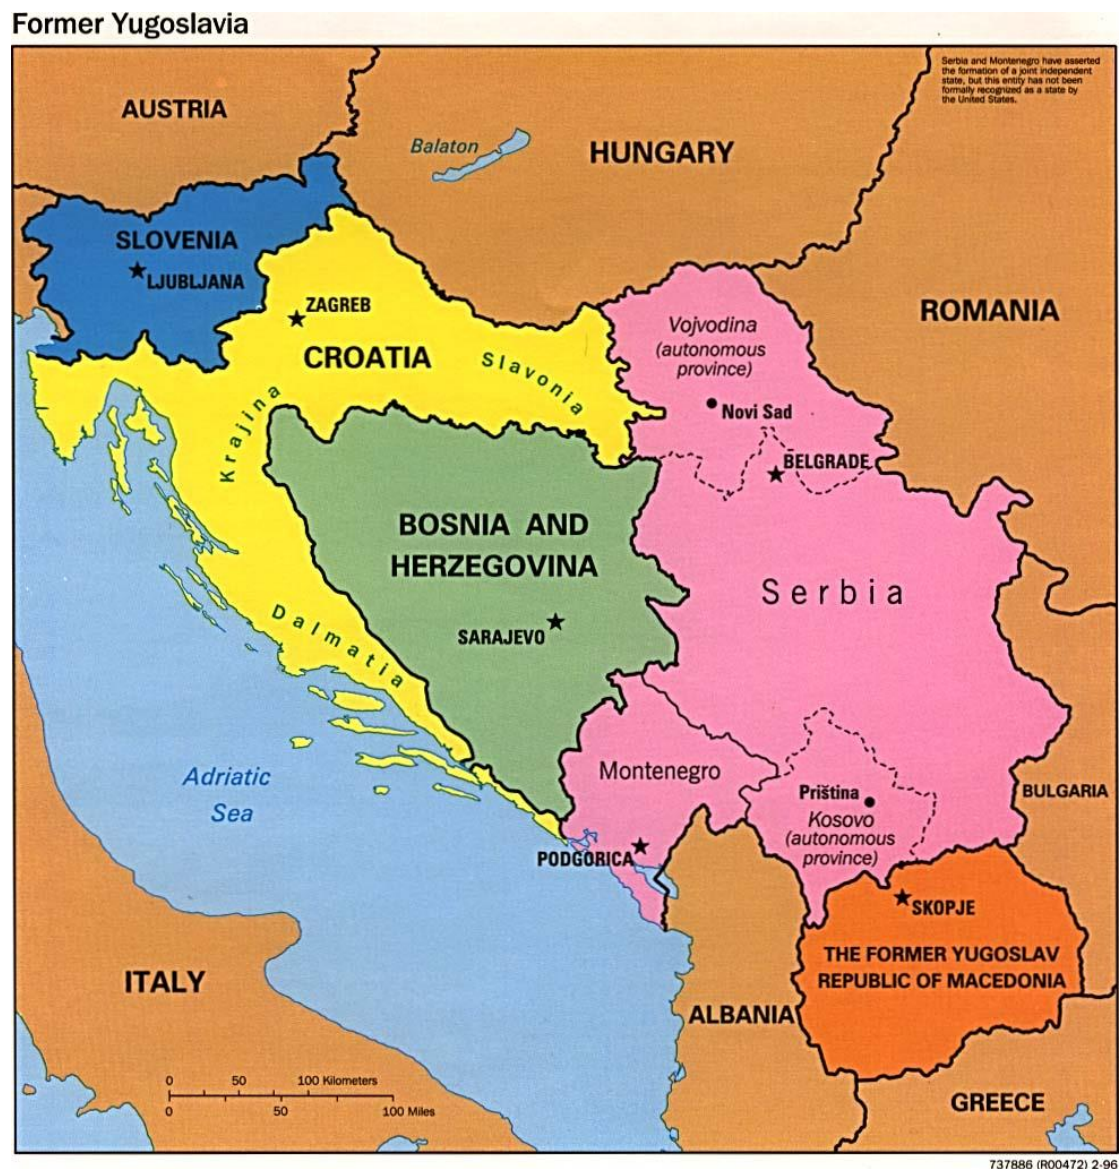 Former Yugoslavia
Serbia and Montenegro have asserted
the formation of a joint independent
state, but this entity has not been
formally recognized as a state by
the United States.
AUSTRIA
Balaton
HUNGARY
SLOVENIA
LJUBLJANA
ZAGREB
CROATIA
Slavonia
Krajina
Vojvodina
(autonomous
province)
Novi Sad
ROMANIA
BELGRADE
BOSNIA AND
HERZEGOVINA
SARAJEVO
Serbia
Dalmatia
Adriatic
Sea
Montenegro
Priština
Kosovo
(autonomous
province)
BULGARIA
PODGORICA
SKOPJE
THE FORMER YUGOSLAV
REPUBLIC OF MACEDONIA
ITALY
ALBANIA
GREECE
0 50 100 Kilometers
0 50 100 Miles
737886 (R00472) 2-96